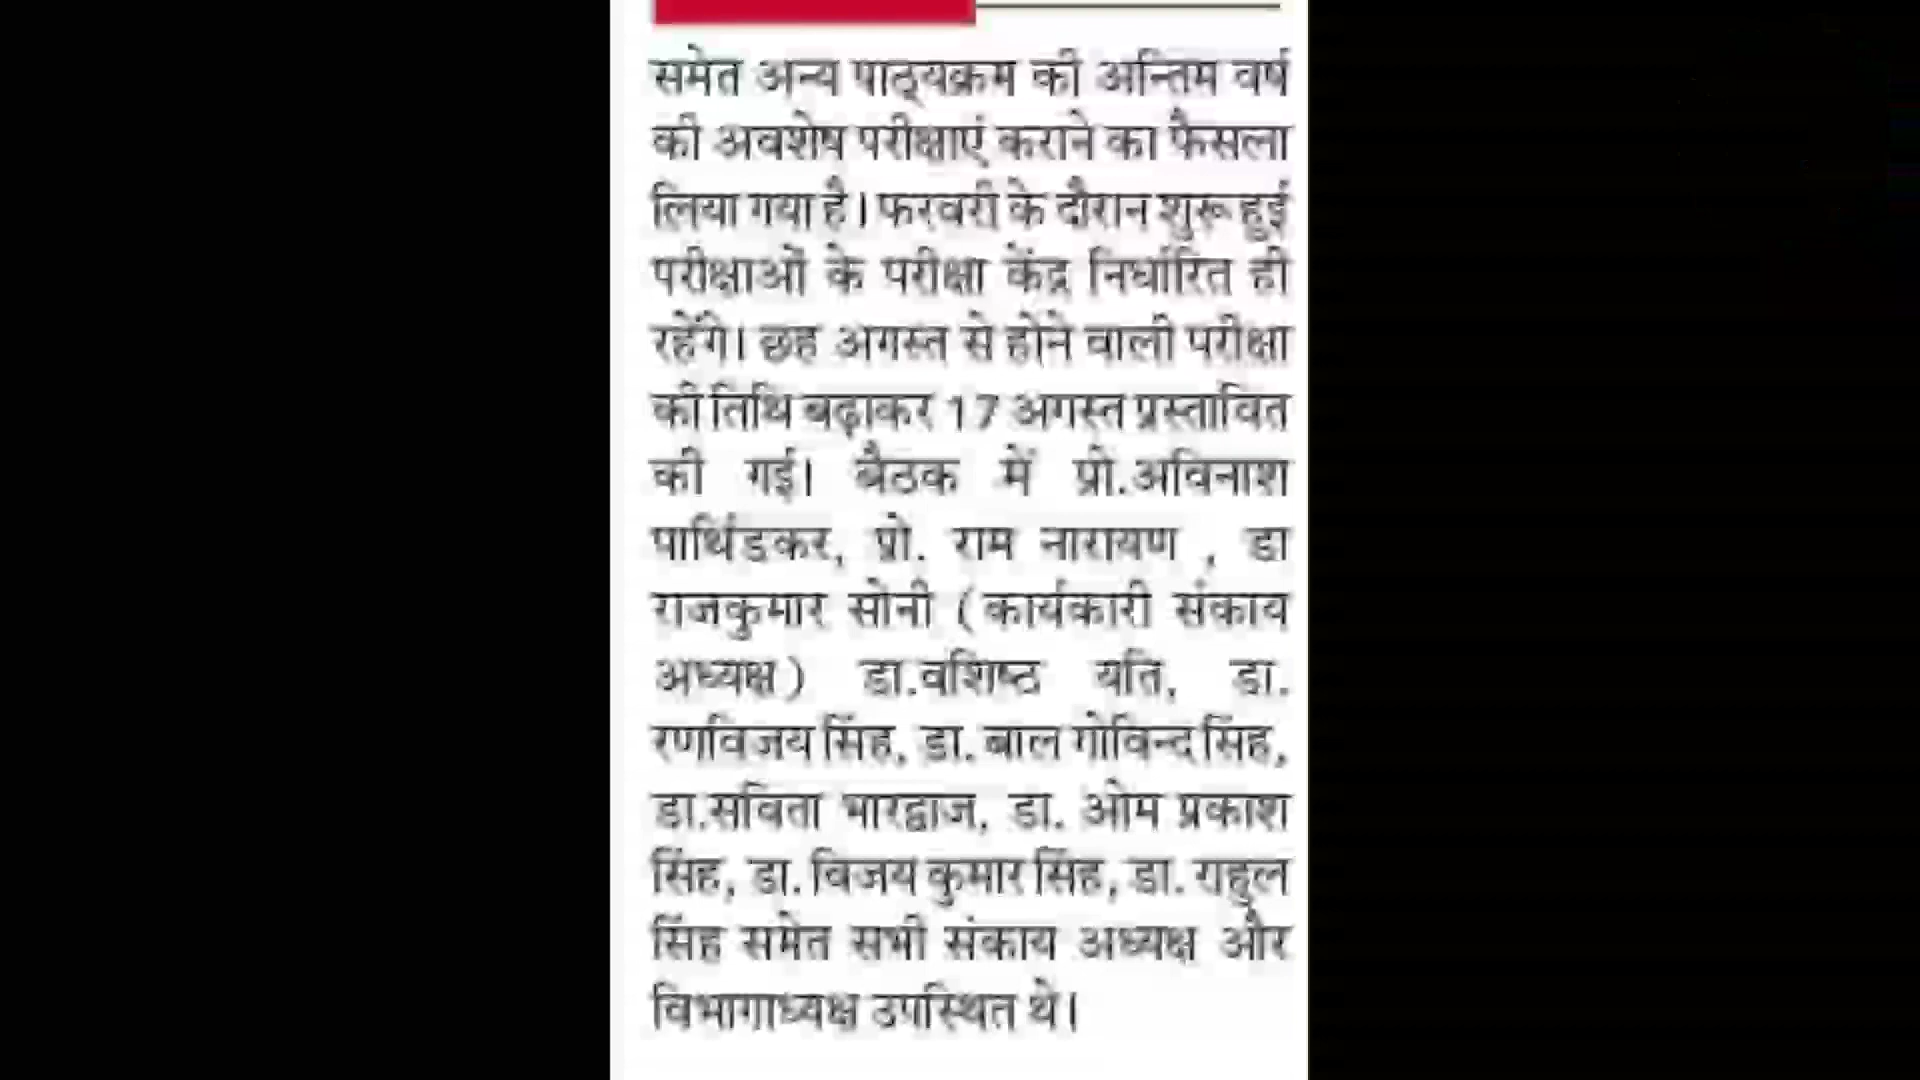 समेत अन्य पाठ्यक्रम की अन्तिम वर्ष
की अवशेष परीक्षाएं कराने का फैसला
लिया गया है। फरवरी के दौरान शुरू हुई
परीक्षाओं के परीक्षा केंद्र निर्धारित ही
रहेंगे। छह अगस्त से होने वाली परीक्षा
की तिथि बढ़ाकर 17 अगस्त प्रस्तावित
की गई। बैठक में प्रो.अविनाश
पार्थिडकर, प्रो. राम नारायण , डा
राजकुमार सोनी (कार्यकारी संकाय
अध्यक्ष) डा.वशिष्ठ यति, डा.
रणविजय सिंह, डा. बाल गोविन्द सिंह,
डा.सविता भारद्वाज, डा. ओम प्रकाश
सिंह, डा. विजय कुमार सिंह, डा. राहुल
सिंह समेत सभी संकाय अध्यक्ष और
विभागाध्यक्ष उपस्थित थे।